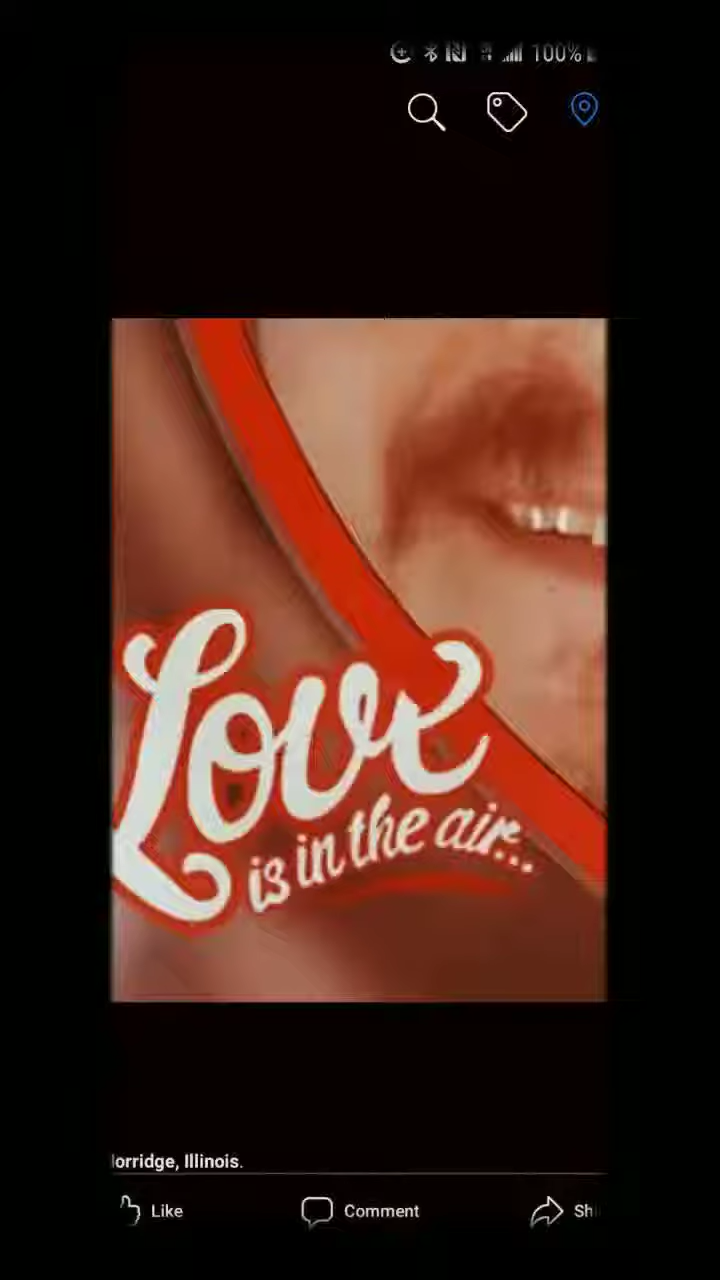 100%
Love
is in the air...
lorridge, Illinois.
Like
Comment